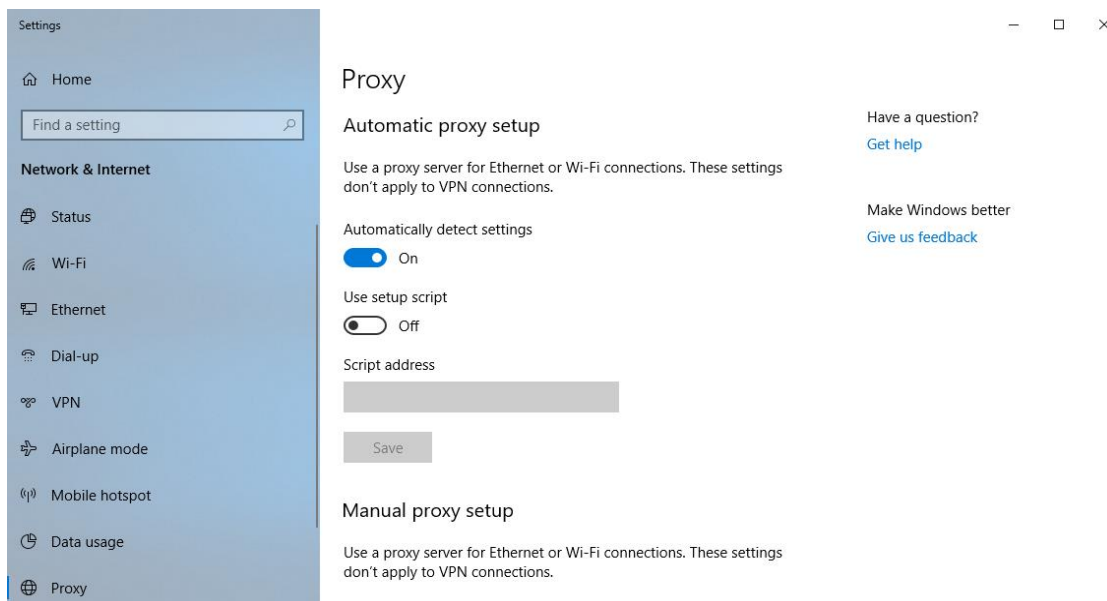 Settings
Home
Find a setting
Network & Internet
Status
Wi-Fi
Ethernet
Dial-up
VPN
Airplane mode
Mobile hotspot
Data usage
Proxy
Proxy
Automatic proxy setup
Use a proxy server for Ethernet or Wi-Fi connections. These settings
don't apply to VPN connections.
Automatically detect settings
On
Use setup script
Off
Script address
Save
Manual proxy setup
Use a proxy server for Ethernet or Wi-Fi connections. These settings
don't apply to VPN connections.
Have a question?
Get help
Make Windows better
Give us feedback